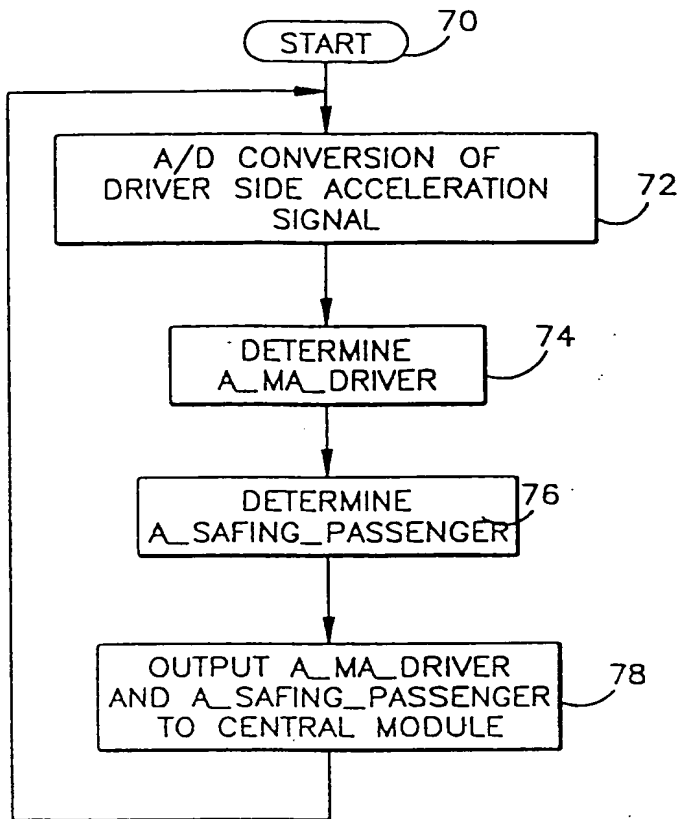 START
70
A/D CONVERSION OF
DRIVER SIDE ACCELERATION
SIGNAL
72
DETERMINE
A_MA_DRIVER
74
DETERMINE
A_SAFING_PASSENGER
76
OUTPUT A_MA_DRIVER
AND A_SAFING_PASSENGER
TO CENTRAL MODULE
78